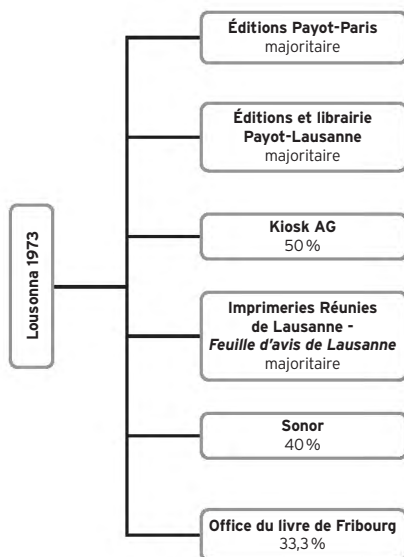 Lousonna 1973
Éditions Payot-Paris
majoritaire
Éditions et librairie
Payot-Lausanne
majoritaire
Kiosk AG
50 %
Imprimeries Réunies
de Lausanne -
Feuille d'avis de Lausanne
majoritaire
Sonor
40 %
Office du livre de Fribourg
33,3 %